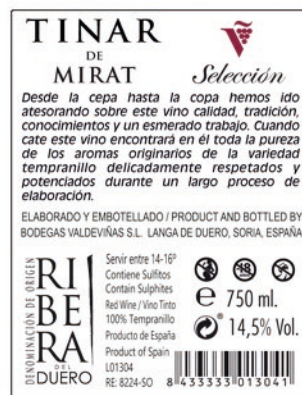 TINAR
DE
MIRAT
Selección
Desde la cepa hasta la copa hemos ido
atesorando sobre este vino calidad, tradición,
conocimientos y un esmerado trabajo. Cuando
cate este vino encontrará en él toda la pureza
de los aromas originarios de la variedad
tempranillo delicadamente respetados y
potenciados durante un largo proceso de
elaboración.
ELABORADO Y EMBOTELLADO / PRODUCT AND BOTTLED BY
BODEGAS VALDEVIÑAS S.L. LANGA DE DUERO, SORIA, ESPAÑA
DENOMINACIÓN DE ORIGEN
RI
BE
RA
DEL
DUERO
Servir entre 14-16º
Contiene Sulfitos
Contain Sulphites
Red Wine / Vino Tinto
100% Tempranillo
Producto de España
Product of Spain
L01304
RE: 8224-SO
-18
e 750 ml.
14,5% Vol.
8 433333 013041